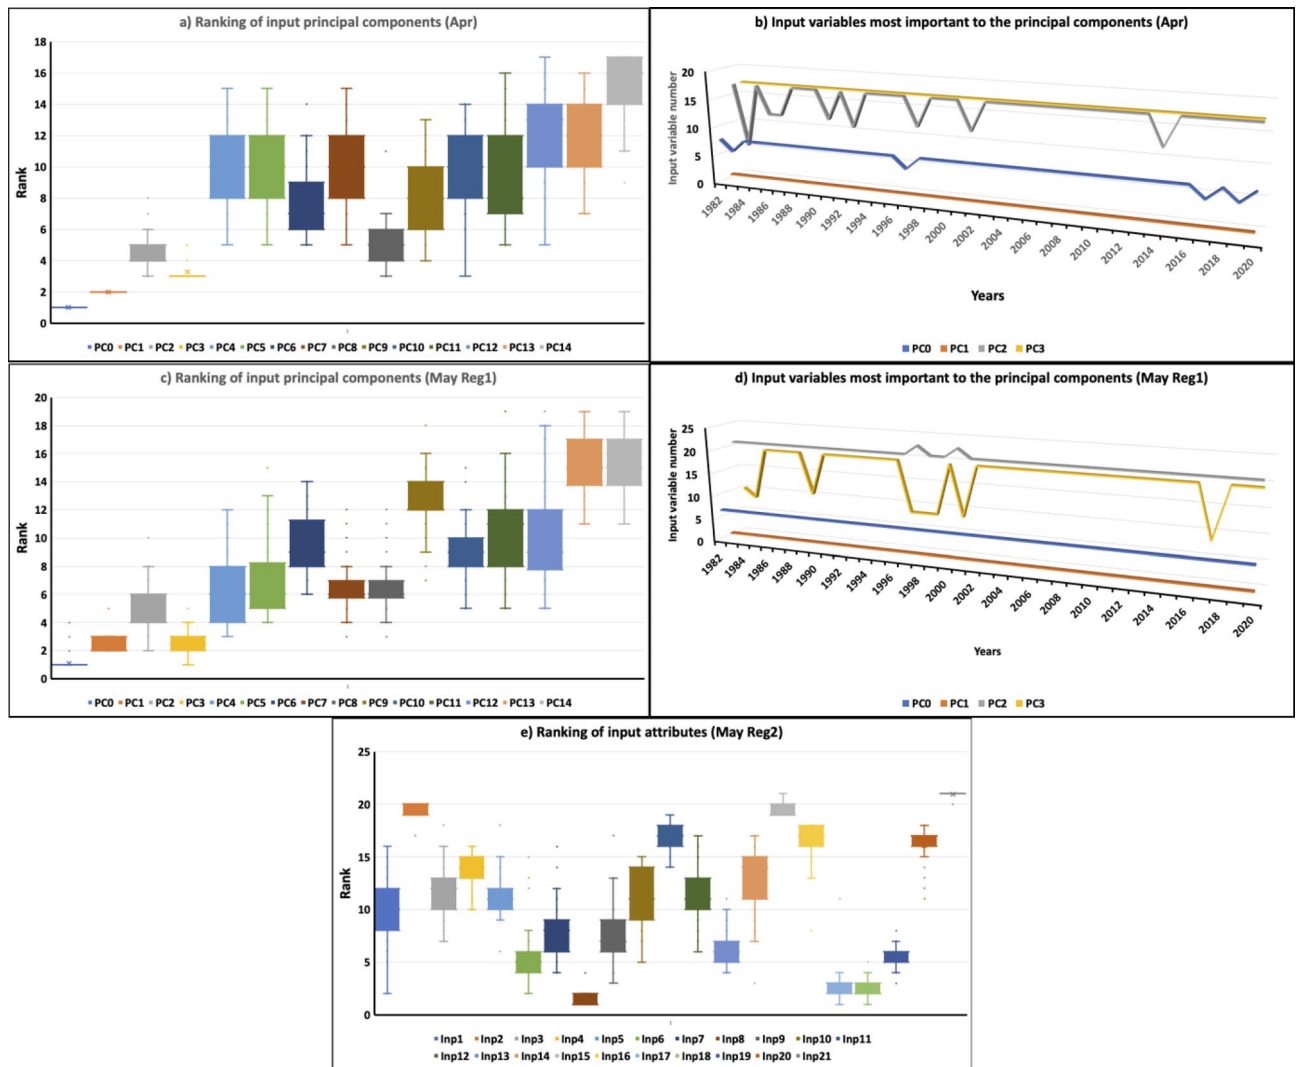 a) Ranking of input principal components (Apr)
18
16
14
12
10
8
6
4
2
0
Rank
PC0 PC1 PC2 PC3 PC4 PC5 PC6 PC7 PC8 PC9 PC10 PC11 PC12 PC13 PC14
b) Input variables most important to the principal components (Apr)
20
15
10
5
0
Input variable number
1982 1984 1986 1988 1990 1992 1994 1996 1998 2000 2002 2004 2006 2008 2010 2012 2014 2016 2018 2020
Years
PC0 PC1 PC2 PC3
c) Ranking of input principal components (May Reg1)
20
18
16
14
12
10
8
6
4
2
0
Rank
PC0 PC1 PC2 PC3 PC4 PC5 PC6 PC7 PC8 PC9 PC10 PC11 PC12 PC13 PC14
d) Input variables most important to the principal components (May Reg1)
25
20
15
10
5
0
Input variable number
1982 1984 1986 1988 1990 1992 1994 1996 1998 2000 2002 2004 2006 2008 2010 2012 2014 2016 2018 2020
Years
PC0 PC1 PC2 PC3
e) Ranking of input attributes (May Reg2)
25
20
15
10
5
0
Rank
Inp1 Inp2 Inp3 Inp4 Inp5 Inp6 Inp7 Inp8 Inp9 Inp10 Inp11
Inp12 Inp13 Inp14 Inp15 Inp16 Inp17 Inp18 Inp19 Inp20 Inp21